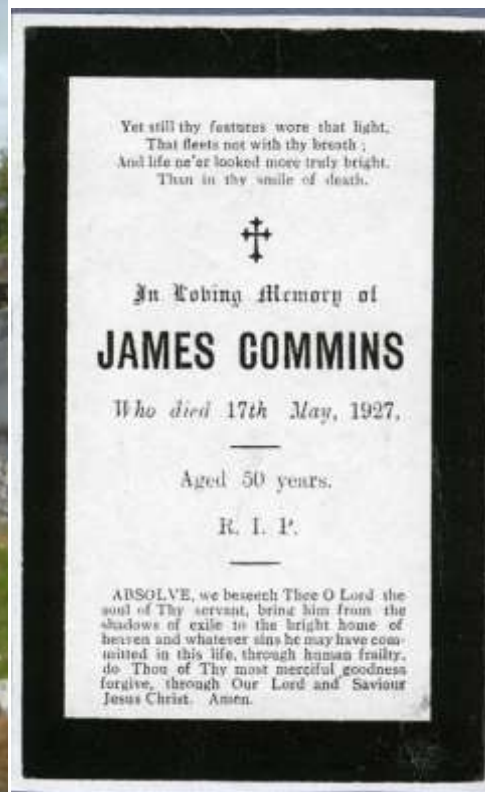 Yet still thy features wore that light,
That fleets not with thy breath ;
And life ne'er looked more truly bright.
Than in thy smile of death.
In Loving Memory of
JAMES COMMINS
Who died 17th May, 1927,
Aged 50 years.
R. I. P.
ABSOLVE, we beseech Thee O Lord the
soul of Thy servant, bring him from the
shadows of exile to the bright home of
heaven and whatever sins he may have com-
mitted in this life, through human frailty,
do Thou of Thy most merciful goodness
forgive, through Our Lord and Saviour
Jesus Christ. Amen.